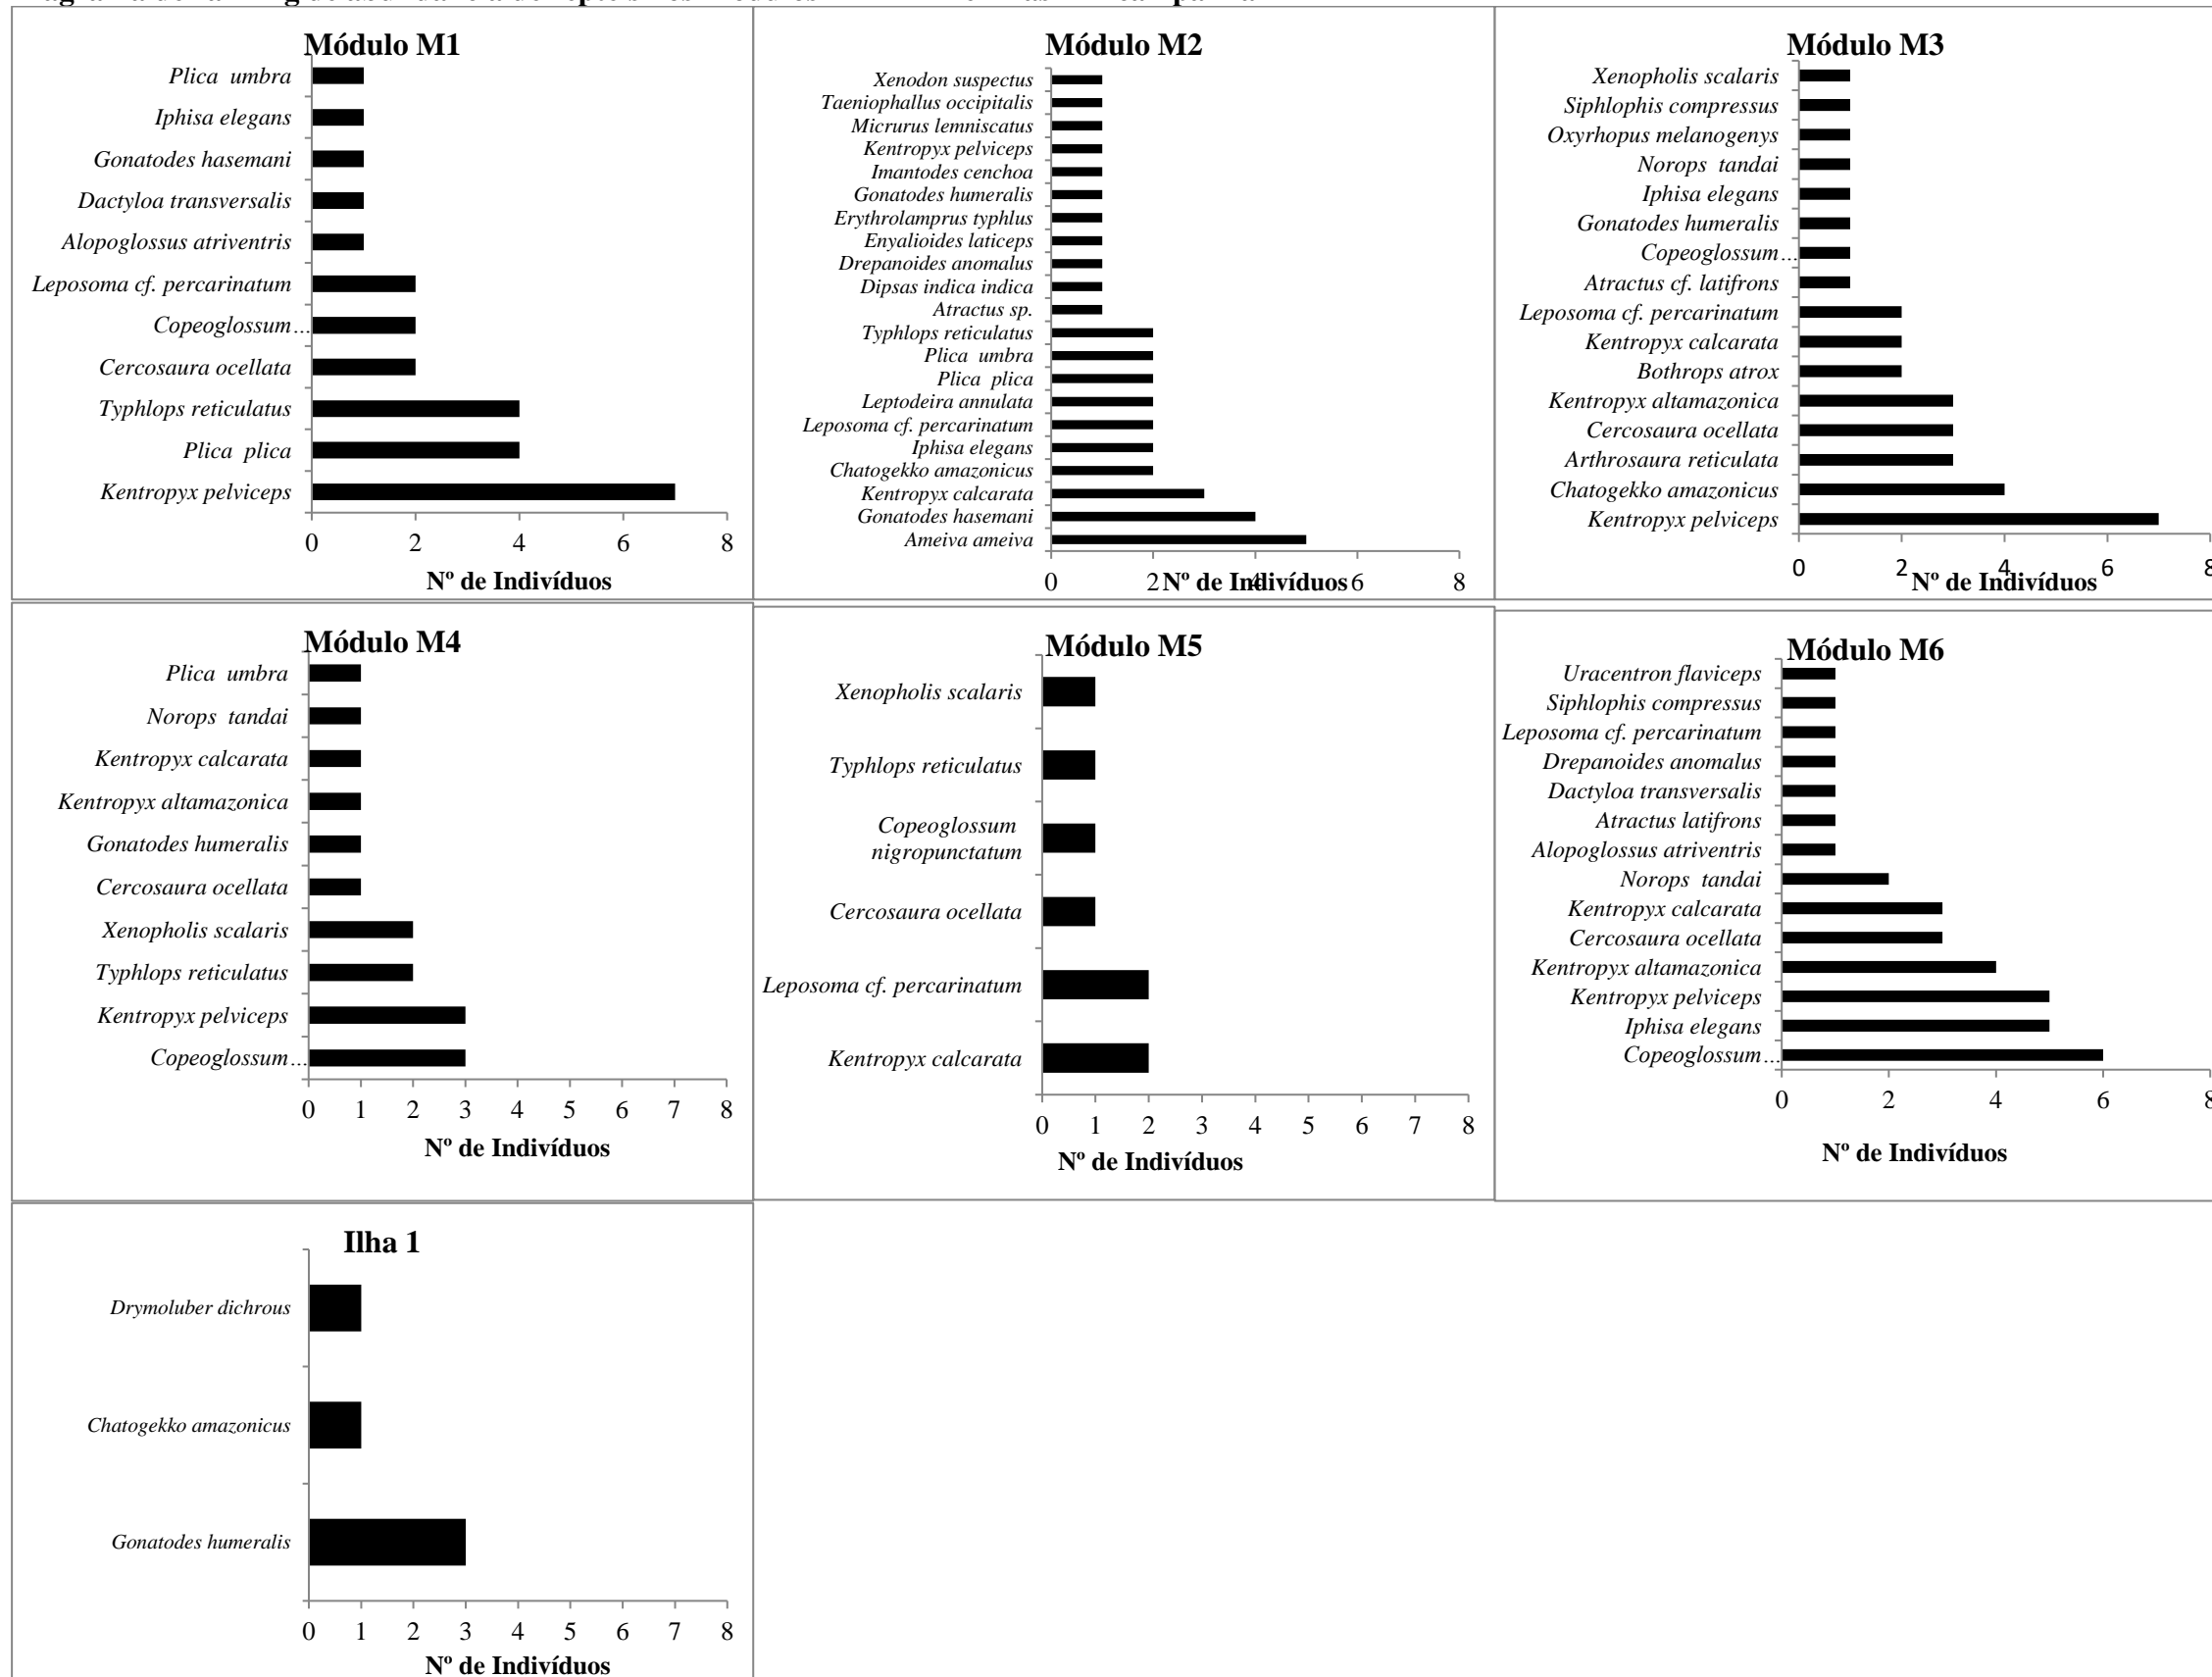 Módulo M1
Plica umbra
Iphisa elegans
Gonatodes hasemani
Dactyloa transversalis
Alopoglossus atriventris
Leposoma cf. percarinatum
Copeoglossum...
Cercosaura ocellata
Typhlops reticulatus
Plica plica
Kentropyx pelviceps
0 2 4 6 8
Nº de Indivíduos
Módulo M2
Xenodon suspectus
Taeniophallus occipitalis
Micrurus lemniscatus
Kentropyx pelviceps
Imantodes cenchoa
Gonatodes humeralis
Erythrolamprus typhlus
Enyalioides laticeps
Drepanoides anomalus
Dipsas indica indica
Atractus sp.
Typhlops reticulatus
Plica umbra
Plica plica
Leptodeira annulata
Leposoma cf. percarinatum
Iphisa elegans
Chatogekko amazonicus
Kentropyx calcarata
Gonatodes hasemani
Ameiva ameiva
0 2 4 6 8
Nº de Indivíduos
Módulo M3
Xenopholis scalaris
Siphlophis compressus
Oxyrhopus melanogenys
Norops tandai
Iphisa elegans
Gonatodes humeralis
Copeoglossum...
Atractus cf. latifrons
Leposoma cf. percarinatum
Kentropyx calcarata
Bothrops atrox
Kentropyx altamazonica
Cercosaura ocellata
Arthrosaura reticulata
Chatogekko amazonicus
Kentropyx pelviceps
0 2 4 6 8
Nº de Indivíduos
Módulo M4
Plica umbra
Norops tandai
Kentropyx calcarata
Kentropyx altamazonica
Gonatodes humeralis
Cercosaura ocellata
Xenopholis scalaris
Typhlops reticulatus
Kentropyx pelviceps
Copeoglossum...
0 1 2 3 4 5 6 7 8
Nº de Indivíduos
Módulo M5
Xenopholis scalaris
Typhlops reticulatus
Copeoglossum
nigropunctatum
Cercosaura ocellata
Leposoma cf. percarinatum
Kentropyx calcarata
0 1 2 3 4 5 6 7 8
Nº de Indivíduos
Módulo M6
Uracentron flaviceps
Siphlophis compressus
Leposoma cf. percarinatum
Drepanoides anomalus
Dactyloa transversalis
Atractus latifrons
Alopoglossus atriventris
Norops tandai
Kentropyx calcarata
Cercosaura ocellata
Kentropyx altamazonica
Kentropyx pelviceps
Iphisa elegans
Copeoglossum...
0 2 4 6 8
Nº de Indivíduos
Ilha 1
Drymoluber dichrous
Chatogekko amazonicus
Gonatodes humeralis
0 1 2 3 4 5 6 7 8
Nº de Indivíduos